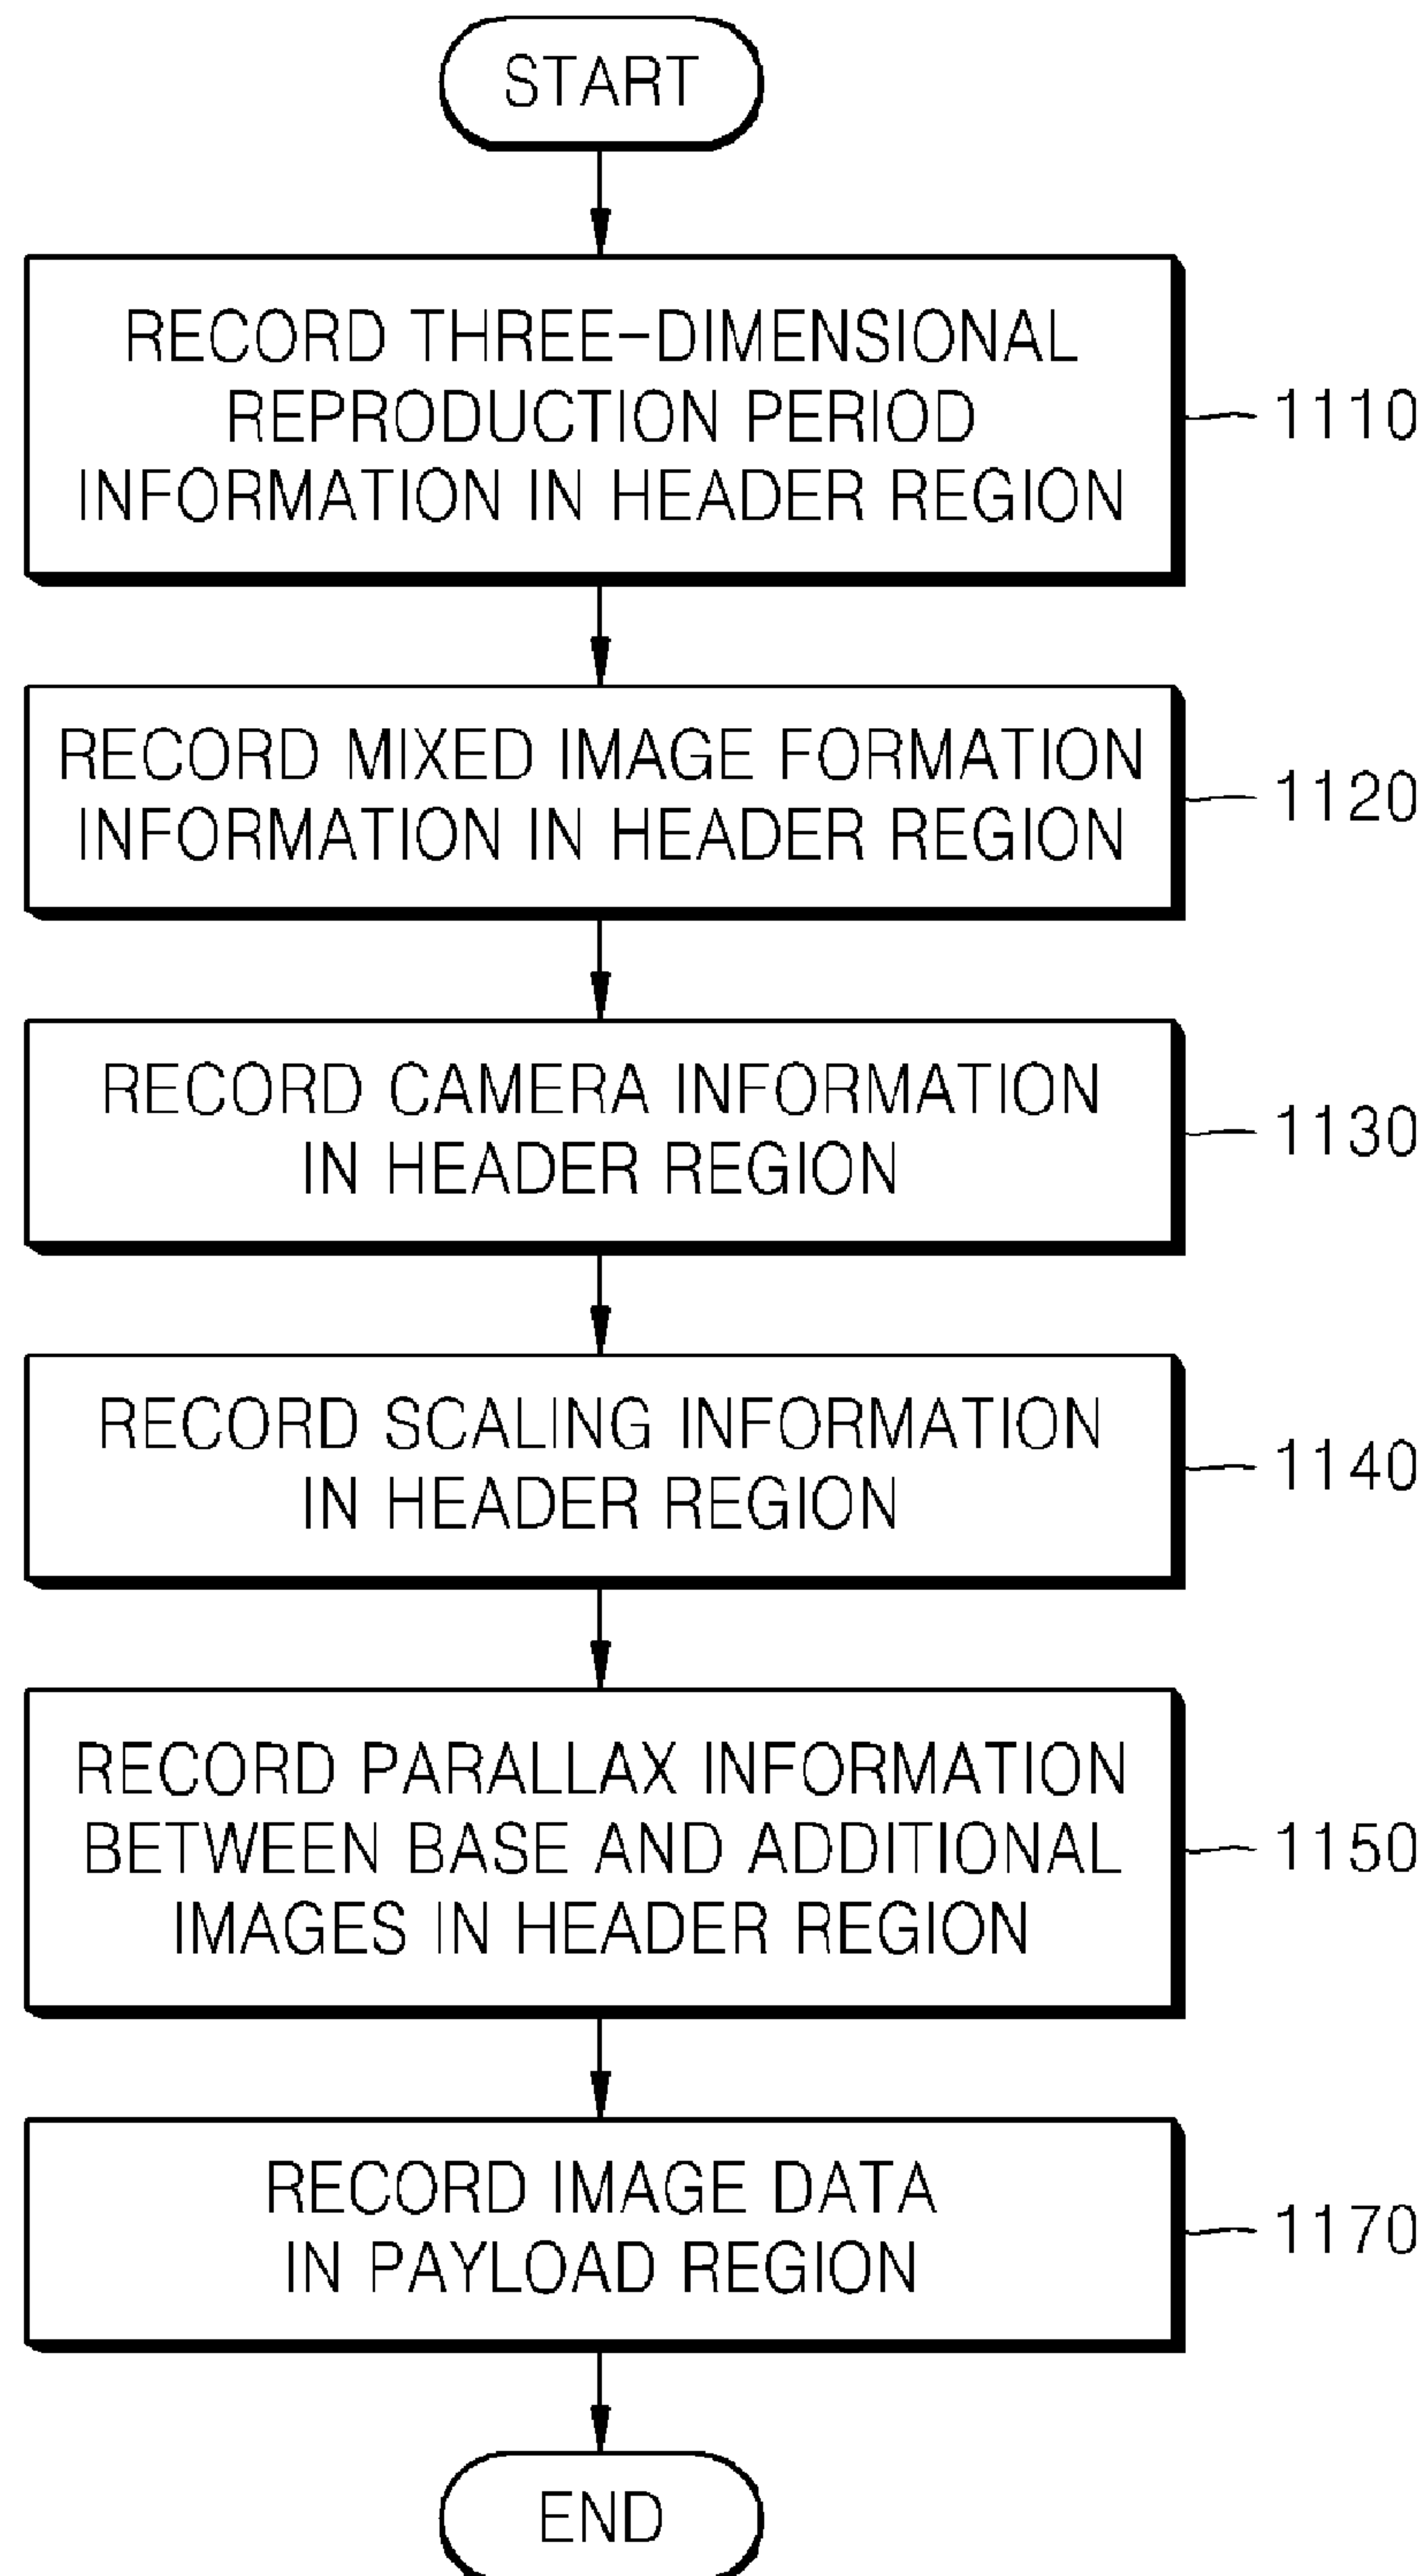 START
RECORD THREE-DIMENSIONAL
REPRODUCTION PERIOD
INFORMATION IN HEADER REGION
1110
RECORD MIXED IMAGE FORMATION
INFORMATION IN HEADER REGION
1120
RECORD CAMERA INFORMATION
IN HEADER REGION
1130
RECORD SCALING INFORMATION
IN HEADER REGION
1140
RECORD PARALLAX INFORMATION
BETWEEN BASE AND ADDITIONAL
IMAGES IN HEADER REGION
1150
RECORD IMAGE DATA
IN PAYLOAD REGION
1170
END